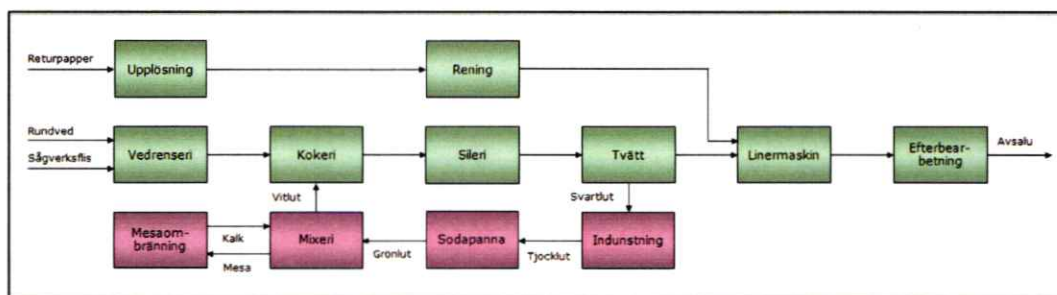 Returpapper
Upplösning
Rening
Rundved
Sågverksflis
Vedrenseri
Kokeri
Sileri
Tvätt
Linermaskin
Efterbear-
betning
Avsalu
Vitlut
Svartlut
Mesaom-
bränning
Kalk
Mesa
Mixeri
Gronlut
Sodapanna
Tjocklut
Indunstning